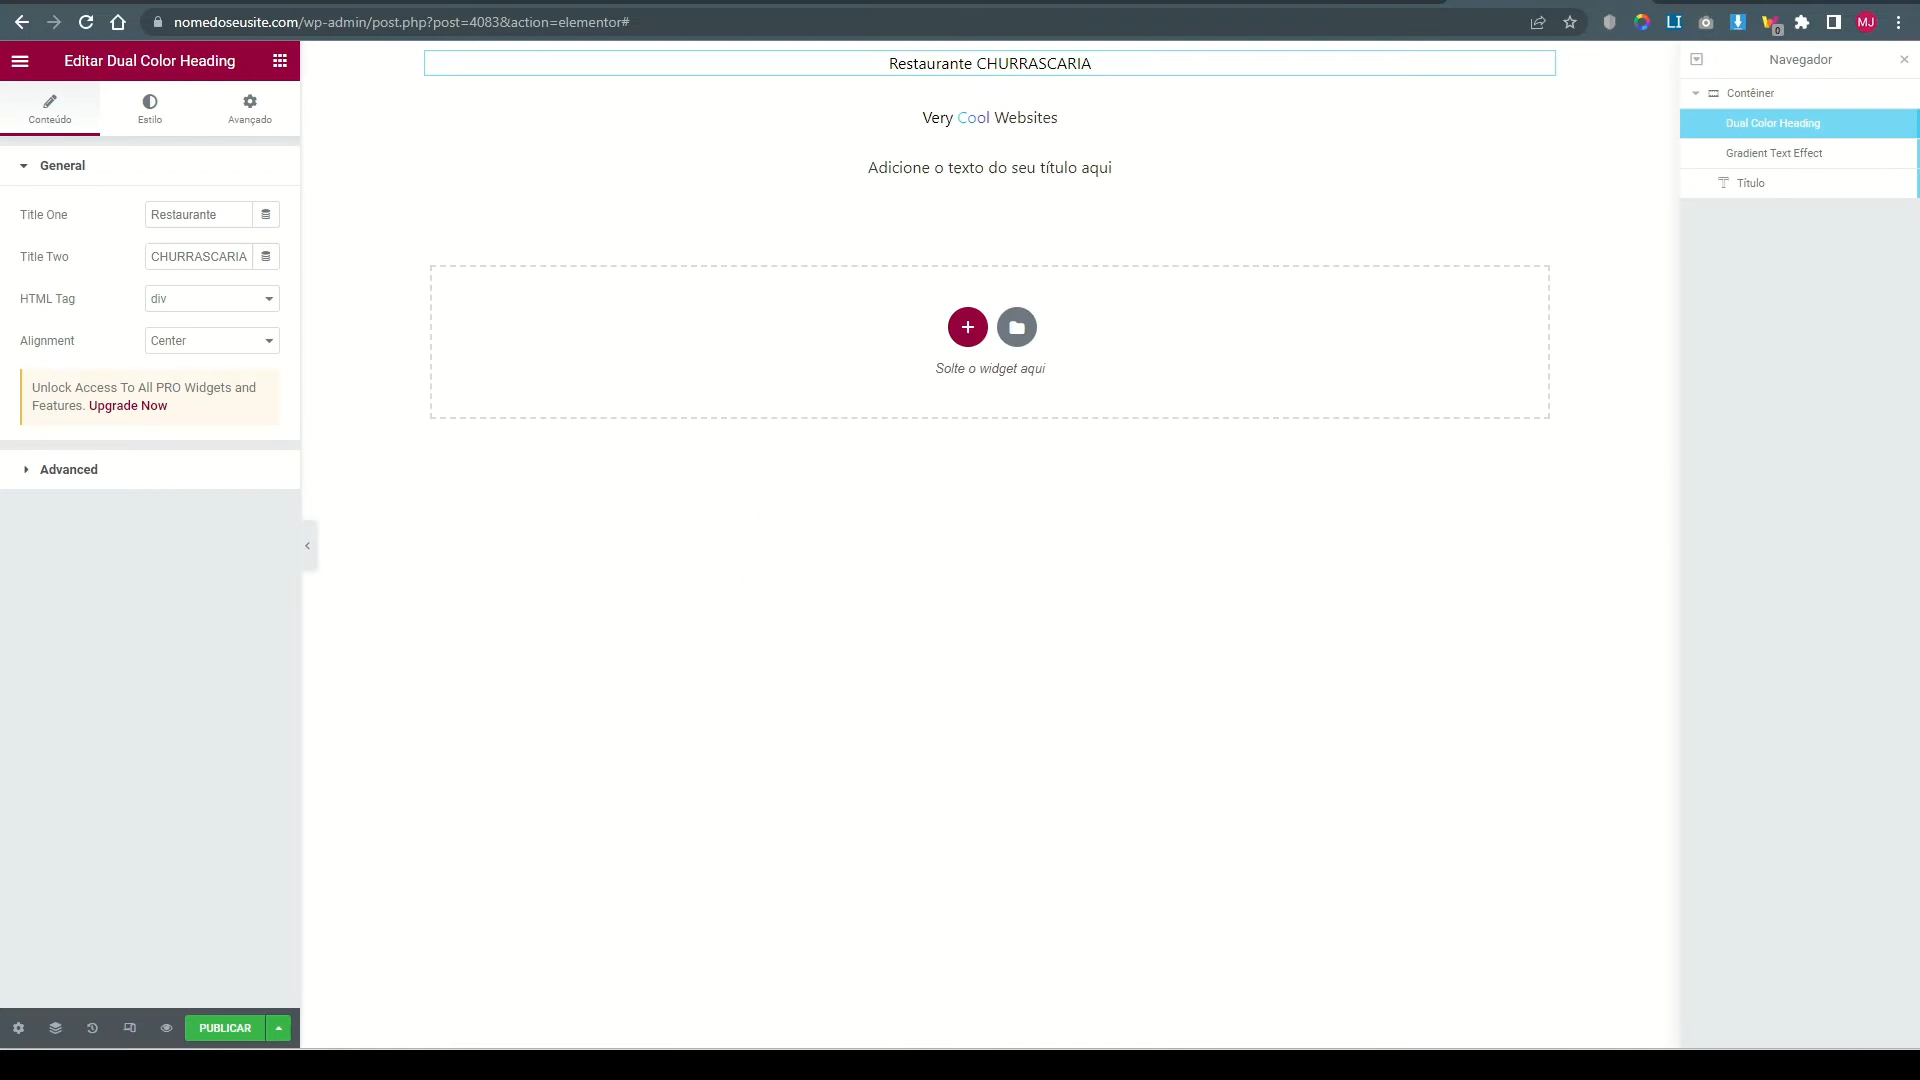 nomedoseusite.com/wp-admin/post.php?post=4083&action=elementor#
LI
0
MJ
Editar Dual Color Heading
Conteúdo
Estilo
Avançado
General
Title One
Restaurante
Title Two
CHURRASCARIA
HTML Tag
div
Alignment
Center
Unlock Access To All PRO Widgets and
Features. Upgrade Now
Advanced
PUBLICAR
Restaurante CHURRASCARIA
Very Cool Websites
Adicione o texto do seu título aqui
Solte o widget aqui
Navegador
Contêiner
Dual Color Heading
Gradient Text Effect
Título